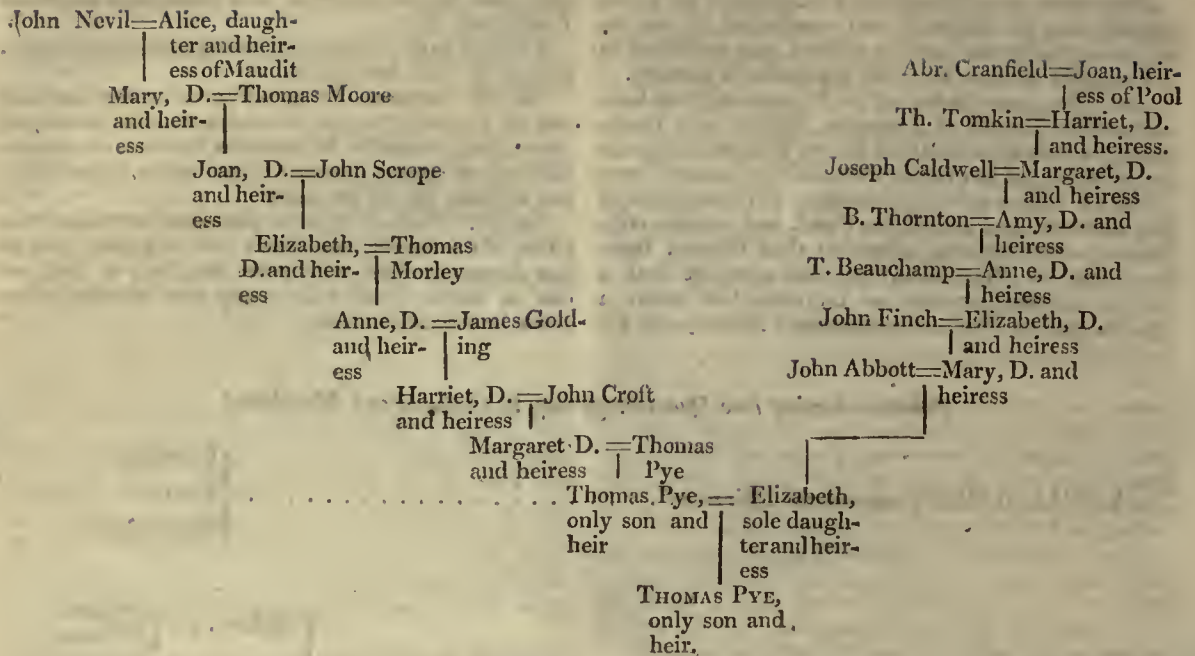 John Nevil=Alice, daugh-
ter and heir-
ess of Maudit
Mary, D.=Thomas Moore
and heir-
ess
Joan, D.=John Scrope
and heir-
ess
Elizabeth, =Thomas
D. and heir- Morley
ess
Anne, D. =James Gold-
and heir- ing
ess
Harriet, D. =John Croft
and heiress
Margaret D. =Thomas
and heiress Pye
Abr. Cranfield=Joan, heir-
ess of Pool
Th. Tomkin=Harriet, D.
and heiress.
Joseph Caldwell=Margaret, D.
and heiress
B. Thornton=Amy, D. and
heiress
T. Beauchamp=Anne, D. and
heiress
John Finch=Elizabeth, D.
and heiress
John Abbott=Mary, D. and
heiress
Thomas Pye, = Elizabeth,
only son and sole daugh-
heir ter and heir-
ess
THOMAS PYE,
only son and
heir.